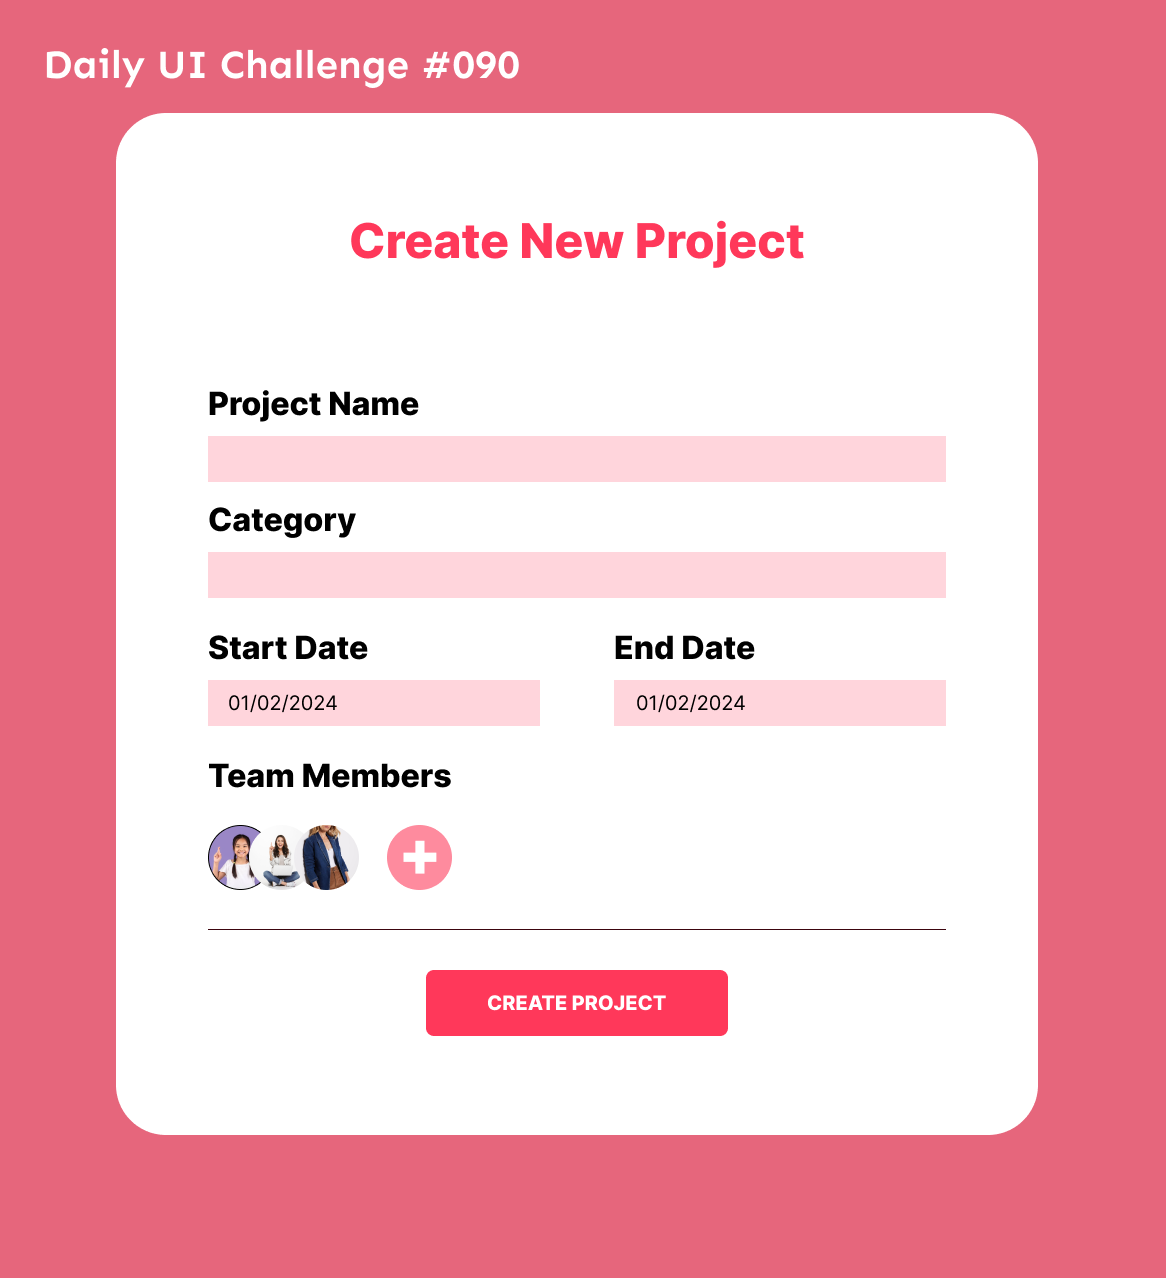 Daily UI Challenge #090
Create New Project
Project Name
Category
Start Date
End Date
01/02/2024
01/02/2024
Team Members
CREATE PROJECT